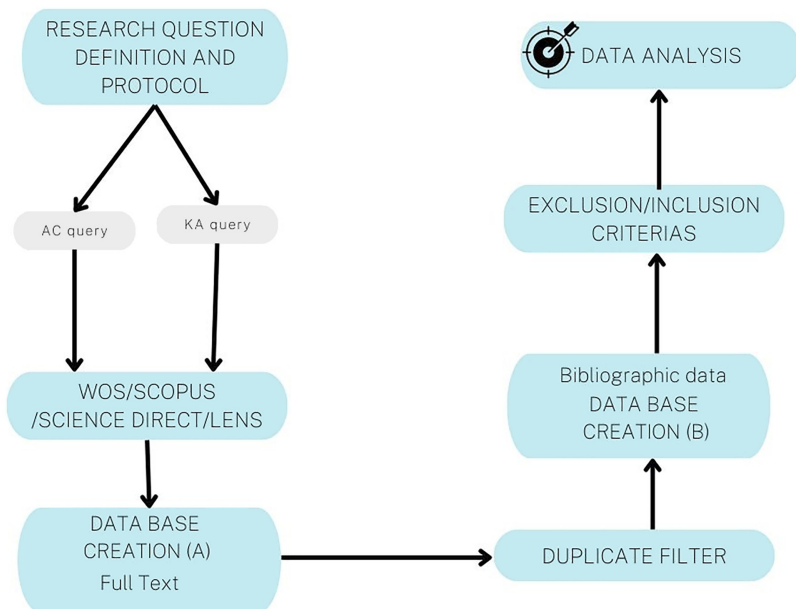 RESEARCH QUESTION
DEFINITION AND
PROTOCOL
AC query
KA query
WOS/SCOPUS
/SCIENCE DIRECT/LENS
DATA BASE
CREATION (A)
Full Text
DUPLICATE FILTER
Bibliographic data
DATA BASE
CREATION (B)
EXCLUSION/INCLUSION
CRITERIAS
DATA ANALYSIS